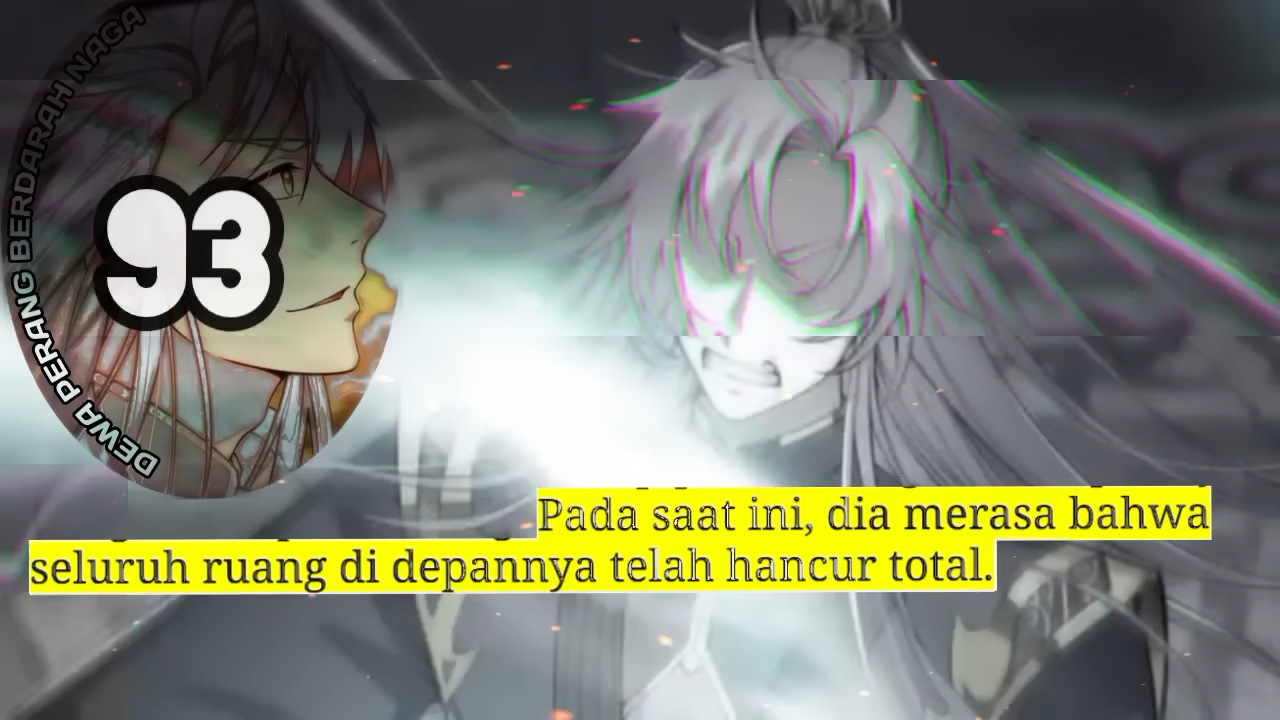 DEWA PERANG BERDARAH NAGA
93
Pada saat ini, dia merasa bahwa
seluruh ruang di depannya telah hancur total.